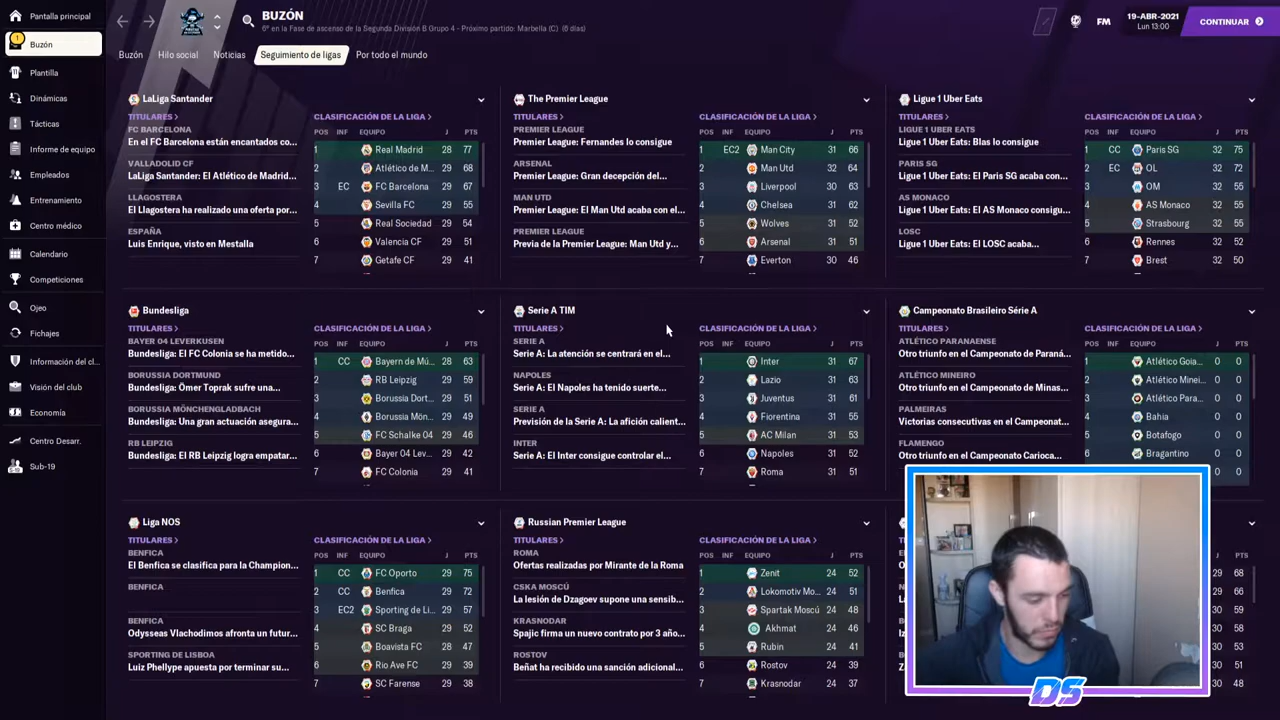 Pantalla principal
1
Buzón
Plantilla
Dinámicas
Tácticas
Informe de equipo
Empleados
Entrenamiento
Centro médico
Calendario
Competiciones
Ojeo
Fichajes
Información del cl...
Visión del club
Economía
Centro Desarr.
Sub-19
BUZÓN
6º en la Fase de ascenso de la Segunda División B Grupo 4 - Próximo partido: Marbella (C) (6 días)
FM
19-ABR-2021
Lun 13:00
CONTINUAR
Buzón Hilo social Noticias Seguimiento de ligas Por todo el mundo
LaLiga Santander
TITULARES >
FC BARCELONA
En el FC Barcelona están encantados co...
VALLADOLID CF
LaLiga Santander: El Atlético de Madrid...
LLAGOSTERA
El Llagostera ha realizado una oferta por...
ESPAÑA
Luis Enrique, visto en Mestalla
CLASIFICACIÓN DE LA LIGA >
POS INF EQUIPO J PTS
1 Real Madrid 28 77
2 Atlético de M... 29 68
3 EC FC Barcelona 29 67
4 Sevilla FC 29 55
5 Real Sociedad 29 54
6 Valencia CF 29 51
7 Getafe CF 29 41
The Premier League
TITULARES >
PREMIER LEAGUE
Premier League: Fernandes lo consigue
ARSENAL
Premier League: Gran decepción del...
MAN UTD
Premier League: El Man Utd acaba con el...
PREMIER LEAGUE
Previa de la Premier League: Man Utd y...
CLASIFICACIÓN DE LA LIGA >
POS INF EQUIPO J PTS
1 EC2 Man City 31 66
2 Man Utd 32 64
3 Liverpool 30 63
4 Chelsea 31 62
5 Wolves 31 52
6 Arsenal 31 51
7 Everton 30 46
Ligue 1 Uber Eats
TITULARES >
LIGUE 1 UBER EATS
Ligue 1 Uber Eats: Blas lo consigue
PARIS SG
Ligue 1 Uber Eats: El Paris SG acaba con...
AS MONACO
Ligue 1 Uber Eats: El AS Monaco consigu...
LOSC
Ligue 1 Uber Eats: El LOSC acaba...
CLASIFICACIÓN DE LA LIGA >
POS INF EQUIPO J PTS
1 CC Paris SG 32 75
2 EC OL 32 72
3 OM 32 55
4 AS Monaco 32 55
5 Strasbourg 32 55
6 Rennes 32 52
7 Brest 32 50
Bundesliga
TITULARES >
BAYER 04 LEVERKUSEN
Bundesliga: El FC Colonia se ha metido...
BORUSSIA DORTMUND
Bundesliga: Ömer Toprak sufre una...
BORUSSIA MÖNCHENGLADBACH
Bundesliga: Una gran actuación asegura...
RB LEIPZIG
Bundesliga: El RB Leipzig logra empatar...
CLASIFICACIÓN DE LA LIGA >
POS INF EQUIPO J PTS
1 CC Bayern de Mú... 28 63
2 RB Leipzig 29 59
3 Borussia Dort... 29 51
4 Borussia Mön... 29 49
5 FC Schalke 04 29 46
6 Bayer 04 Lev... 29 42
7 FC Colonia 29 41
Serie A TIM
TITULARES >
SERIE A
Serie A: La atención se centrará en el...
NAPOLES
Serie A: El Napoles ha tenido suerte...
SERIE A
Previsión de la Serie A: La afición calient...
INTER
Serie A: El Inter consigue controlar el...
CLASIFICACIÓN DE LA LIGA >
POS INF EQUIPO J PTS
1 Inter 31 67
2 Lazio 31 63
3 Juventus 31 61
4 Fiorentina 31 55
5 AC Milan 31 53
6 Napoles 31 52
7 Roma 31 51
Campeonato Brasileiro Série A
TITULARES >
ATLÉTICO PARANAENSE
Otro triunfo en el Campeonato de Paraná...
ATLÉTICO MINEIRO
Otro triunfo en el Campeonato de Minas...
PALMEIRAS
Victorias consecutivas en el Campeonat...
FLAMENGO
Otro triunfo en el Campeonato Carioca...
CLASIFICACIÓN DE LA LIGA >
POS INF EQUIPO J PTS
1 Atlético Goia... 0 0
2 Atlético Minei... 0 0
3 Atlético Para... 0 0
4 Bahia 0 0
5 Botafogo 0 0
6 Bragantino 0 0
0 0
Liga NOS
TITULARES >
BENFICA
El Benfica se clasifica para la Champion...
BENFICA
BENFICA
Odysseas Vlachodimos afronta un futur...
SPORTING DE LISBOA
Luiz Phellype apuesta por terminar su...
CLASIFICACIÓN DE LA LIGA >
POS INF EQUIPO J PTS
1 CC FC Oporto 29 75
2 CC Benfica 29 72
3 EC2 Sporting de Li... 29 57
4 SC Braga 29 52
5 Boavista FC 28 47
6 Rio Ave FC 29 39
7 SC Farense 29 38
Russian Premier League
TITULARES >
ROMA
Ofertas realizadas por Mirante de la Roma
CSKA MOSCÚ
La lesión de Dzagoev supone una sensib...
KRASNODAR
Spajic firma un nuevo contrato por 3 año...
ROSTOV
Beñat ha recibido una sanción adicional...
CLASIFICACIÓN DE LA LIGA >
POS INF EQUIPO J PTS
1 Zenit 24 52
2 Lokomotiv Mo... 24 51
3 Spartak Moscú 24 48
4 Akhmat 24 46
5 Rubin 24 41
6 Rostov 24 39
7 Krasnodar 24 37
29 68
29 66
30 59
30 58
30 53
30 51
30 48
DS